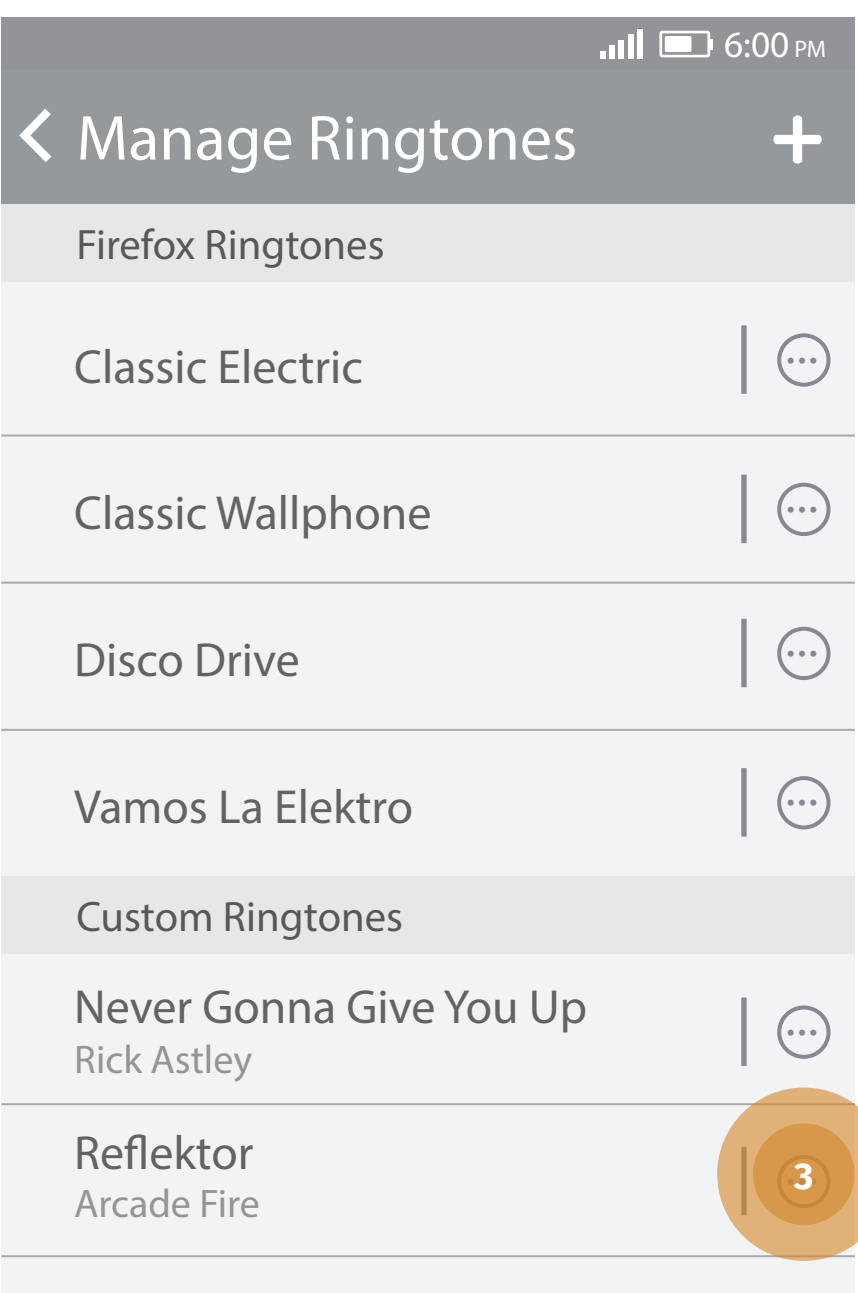 6:00 PM
Manage Ringtones
Firefox Ringtones
Classic Electric
Classic Wallphone
Disco Drive
Vamos La Elektro
Custom Ringtones
Never Gonna Give You Up
Rick Astley
Reflektor
3
Arcade Fire